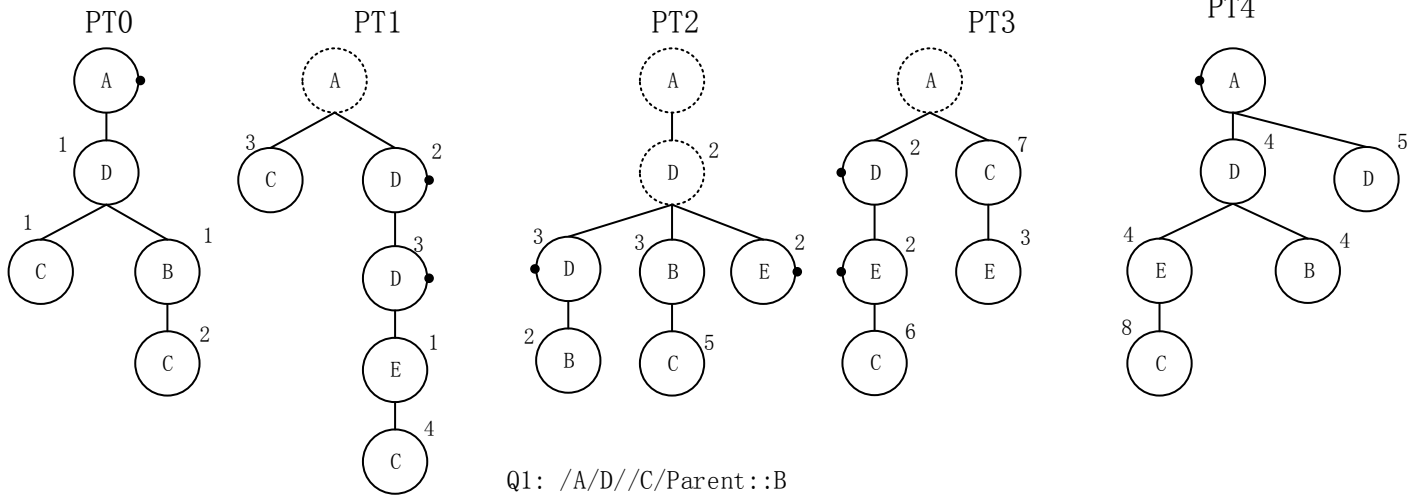 PT0 PT1 PT2 PT3 PT4
A A A A A
1 D 3 C 2 D D 2 D 2 C 7 D 4 D 5
1 C B 1 D 3 3 D 3 B E 2 E 2 E 3 4 E B 4
C 2 E 1 2 B C 5 C 6 8 C
C 4
Q1: /A/D//C/Parent::B